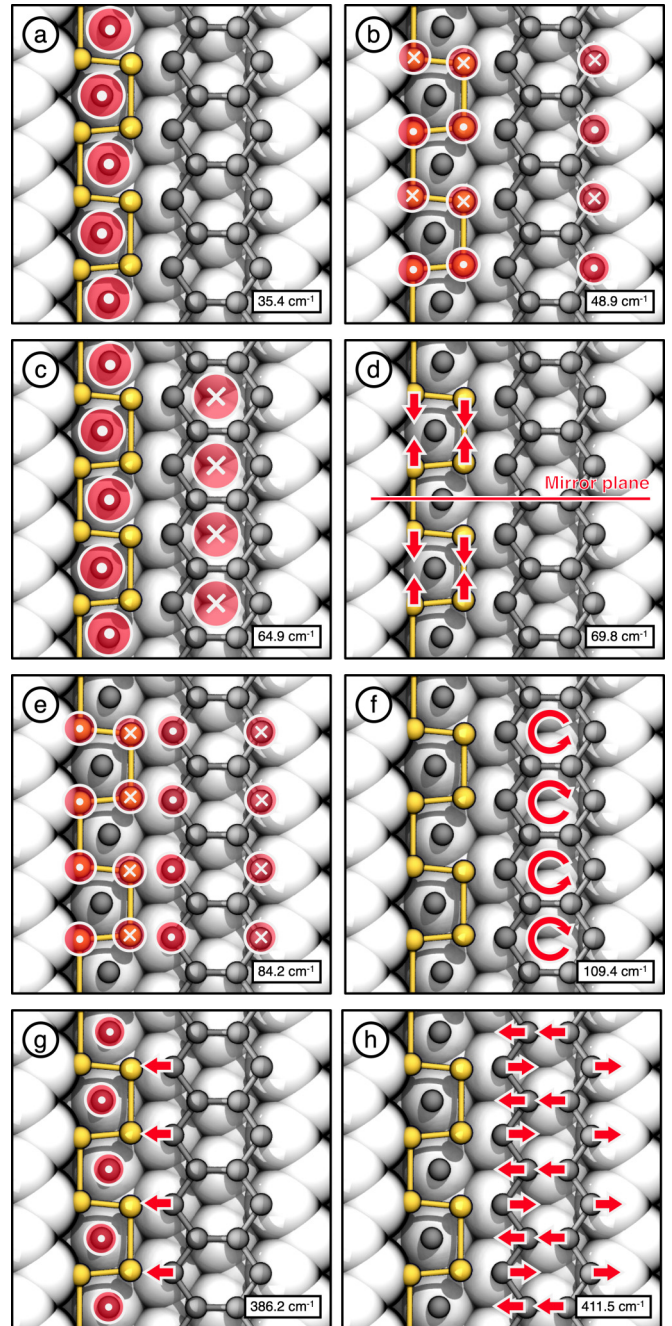 a
b
35.4 cm⁻¹
48.9 cm⁻¹
c
d
Mirror plane
64.9 cm⁻¹
69.8 cm⁻¹
e
f
84.2 cm⁻¹
109.4 cm⁻¹
g
h
386.2 cm⁻¹
411.5 cm⁻¹